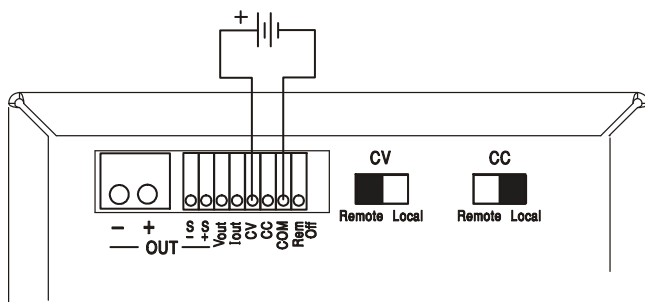 +
CV
CC
Remote Local
Remote Local
- +
OUT
S -
S +
Vout
Iout
CV
CC
COM
Rem Off